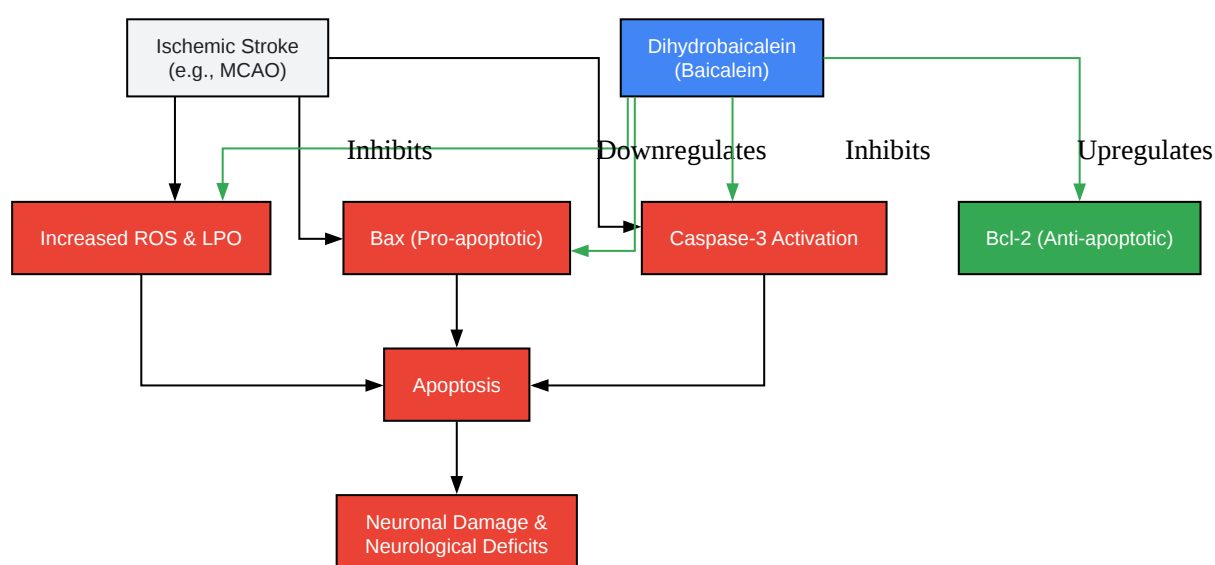 Ischemic Stroke
(e.g., MCAO)
Dihydrobaicalein
(Baicalein)
Inhibits
Downregulates
Inhibits
Upregulates
Increased ROS & LPO
Bax (Pro-apoptotic)
Caspase-3 Activation
Bcl-2 (Anti-apoptotic)
Apoptosis
Neuronal Damage &
Neurological Deficits